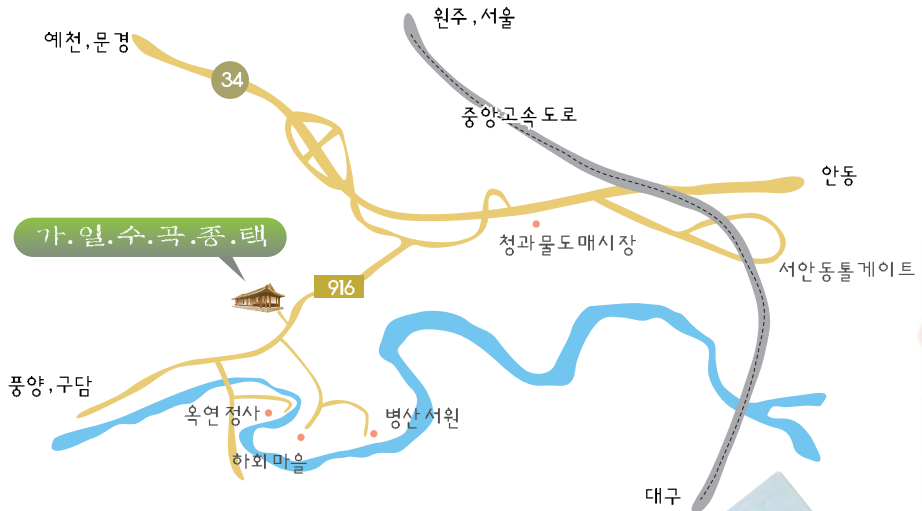 원주,서울
예천,문경
34
중앙고속도로
안동
가.일.수.곡.종.택
청과물도매시장
서안동톨게이트
916
풍양,구담
옥연정사
병산서원
하회마을
대구